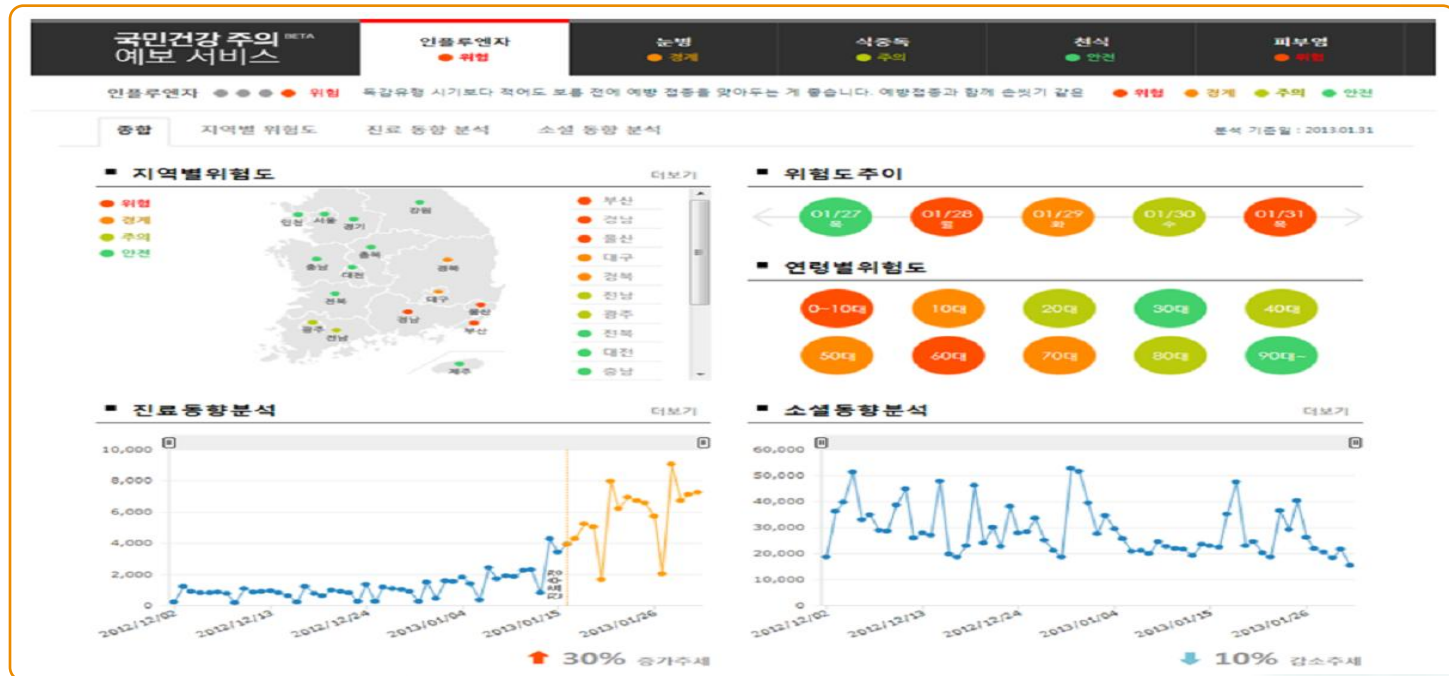 국민건강 주의 BETA
예보 서비스
인플루엔자
위험
눈병
경계
식중독
주의
천식
안전
피부염
위험
인플루엔자 위험 독감유행 시기보다 적어도 보름 전에 예방 접종을 맞아두는 게 좋습니다. 예방접종과 함께 손씻기 같은 위험 경계 주의 안전
종합 지역별 위험도 진료 동향 분석 소셜 동향 분석 분석 기준일 : 2013.01.31
■ 지역별위험도 더보기
위험
경계
주의
안전
인천 서울 경기 강원
충남 대전 충북 경북
전북 대구 울산
광주 전남 경남 부산
제주
부산
경남
울산
대구
경북
전남
광주
전북
대전
충남
■ 위험도추이
01/27 목
01/28 월
01/29 화
01/30 수
01/31 목
■ 연령별위험도
0~10대 10대 20대 30대 40대
50대 60대 70대 80대 90대~
■ 진료동향분석 더보기
10,000
8,000
6,000
4,000
2,000
0
2012/12/02 2012/12/13 2012/12/24 2013/01/04 2013/01/15 2013/01/26
30% 증가추세
■ 소셜동향분석 더보기
60,000
50,000
40,000
30,000
20,000
10,000
0
2012/12/02 2012/12/13 2012/12/24 2013/01/04 2013/01/15 2013/01/26
10% 감소추세